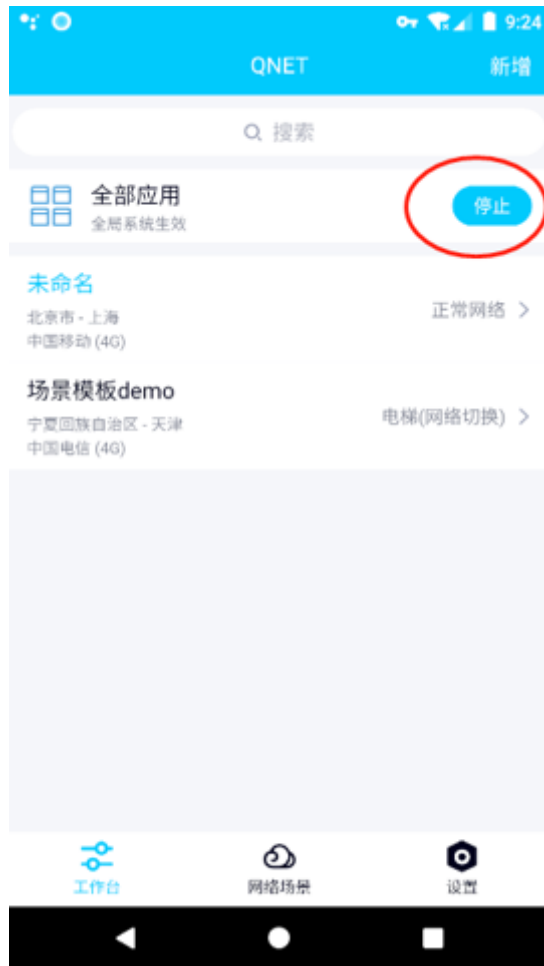 9:24
QNET
新增
搜索
全部应用
停止
全局系统生效
未命名
北京市 - 上海
正常网络
中国移动 (4G)
场景模板demo
宁夏回族自治区 - 天津
电梯(网络切换)
中国电信 (4G)
工作台
网络场景
设置